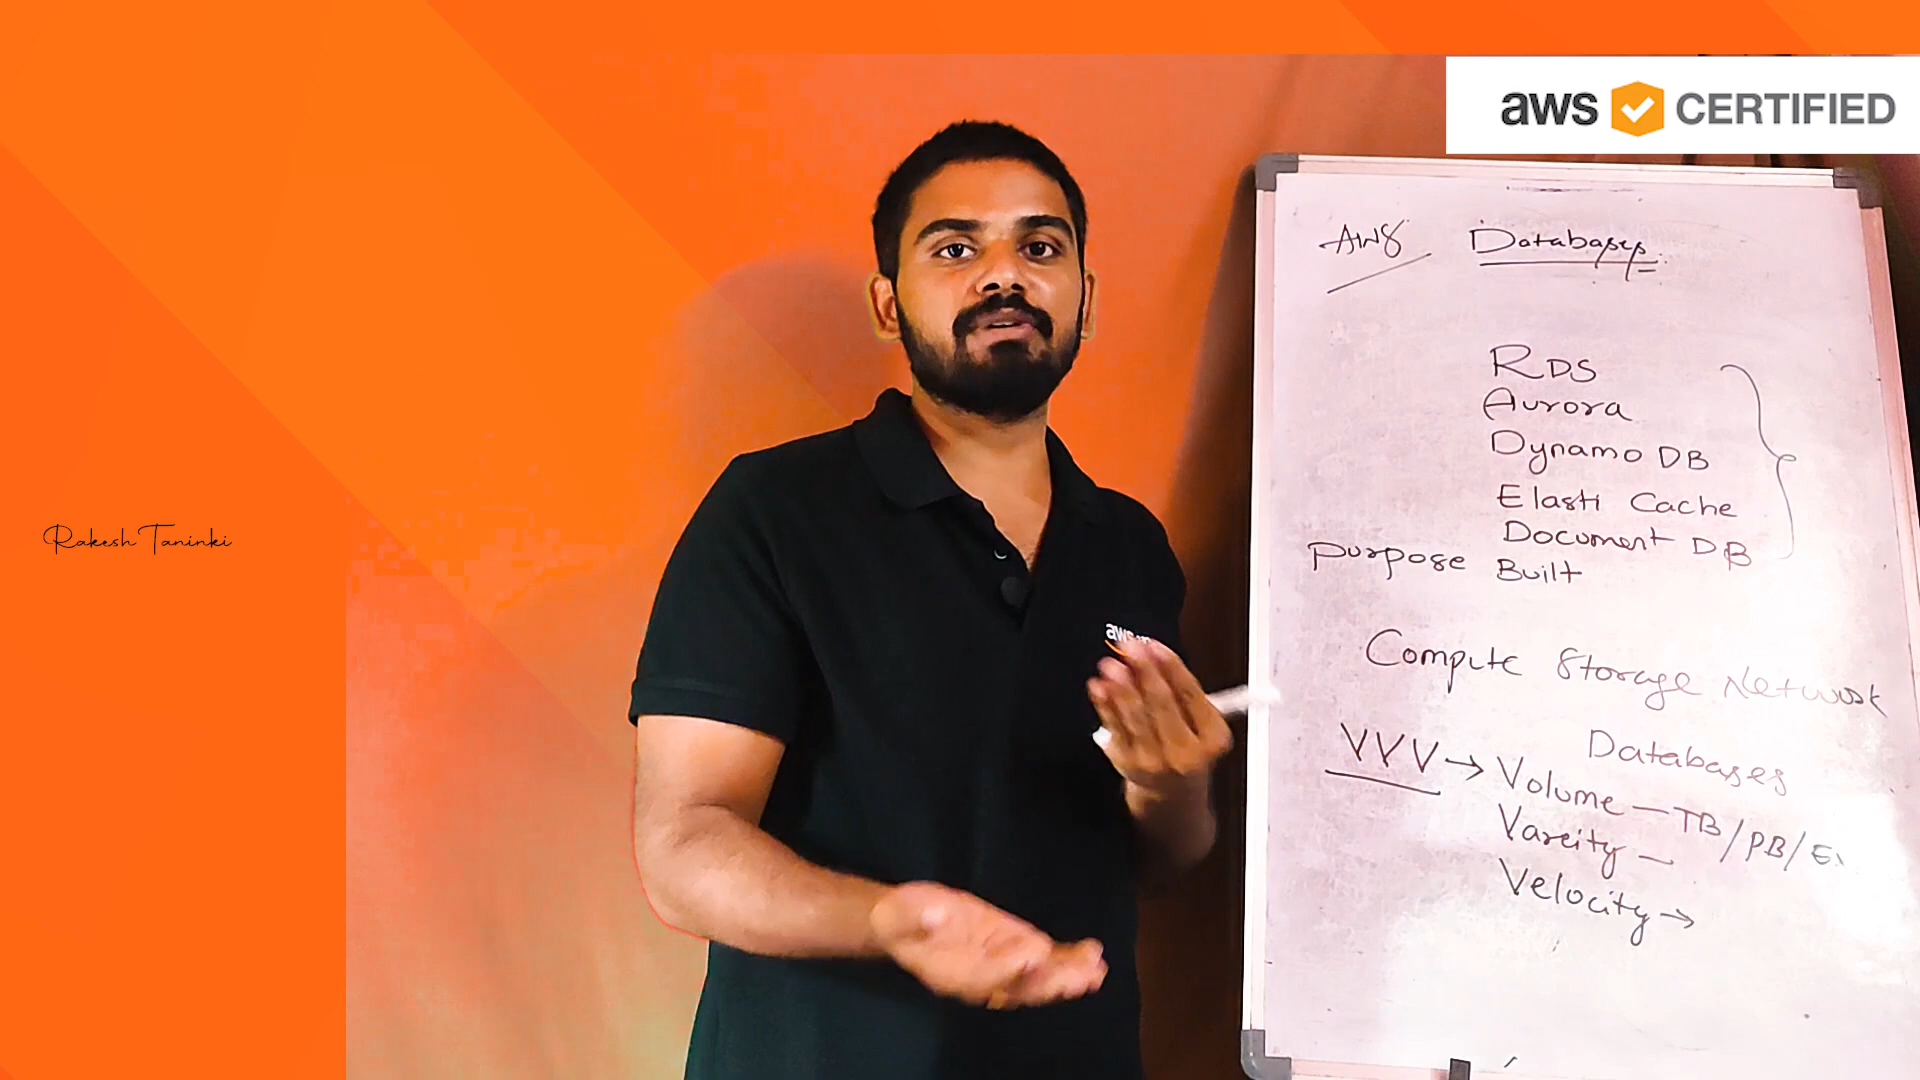 aws CERTIFIED
AWS Databases
RDS
Aurora
Dynamo DB
Elasti Cache
Document DB
purpose Built
Rakesh Taninki
aws
Compute Storage Network
Databases
VVV → Volume - TB/PB/E
Vareity -
Velocity →